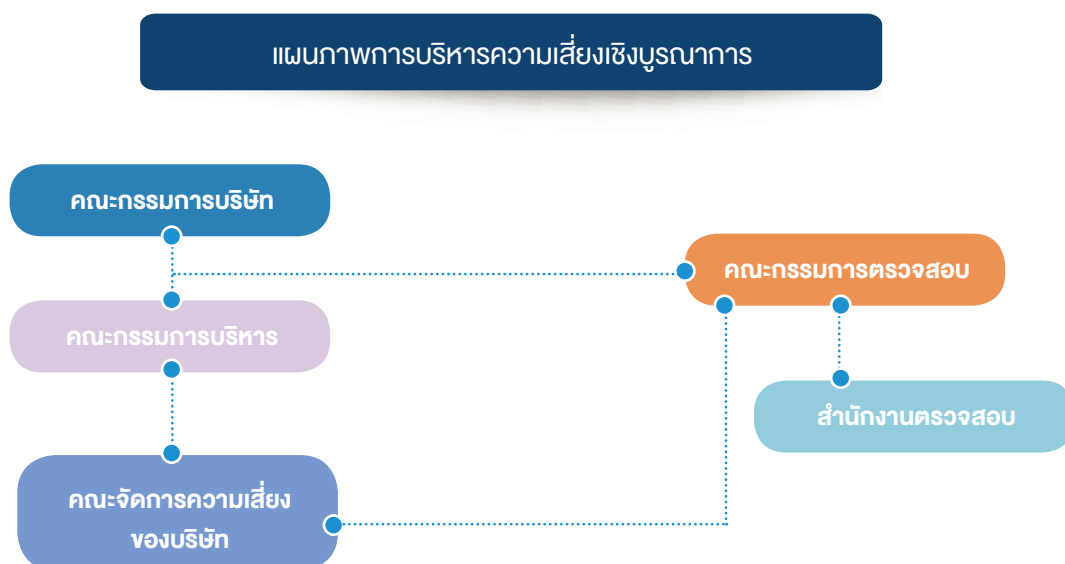 แผนภาพการบริหารความเสี่ยงเชิงบูรณาการ
คณะกรรมการบริษัท
คณะกรรมการตรวจสอบ
คณะกรรมการบริหาร
สำนักงานตรวจสอบ
คณะจัดการความเสี่ยง
ของบริษัท